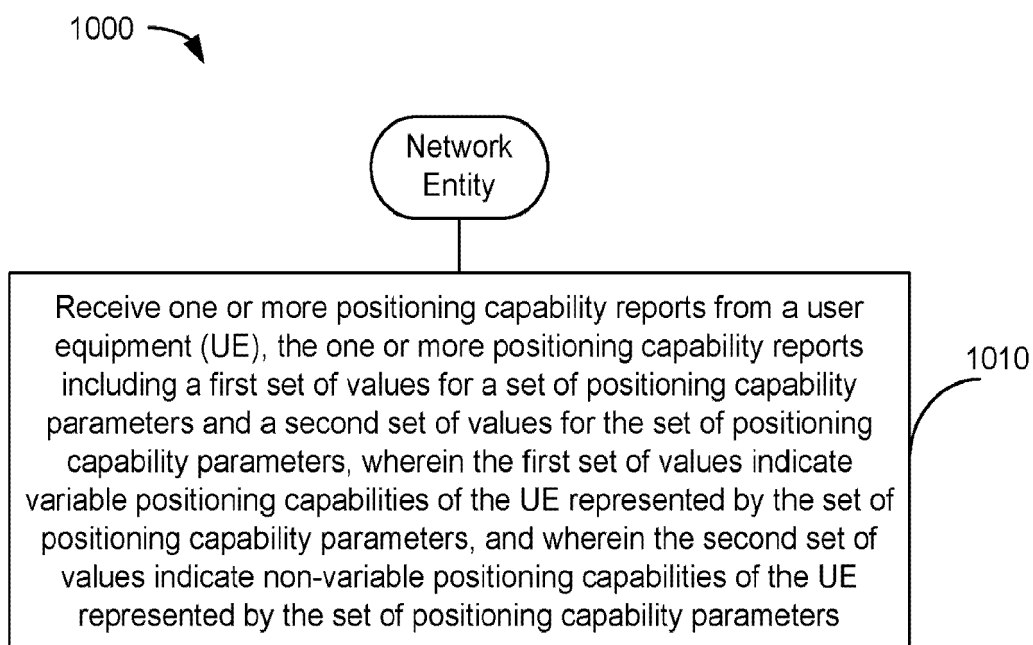 1000
Network
Entity
Receive one or more positioning capability reports from a user
equipment (UE), the one or more positioning capability reports
including a first set of values for a set of positioning capability
parameters and a second set of values for the set of positioning
capability parameters, wherein the first set of values indicate
variable positioning capabilities of the UE represented by the set of
positioning capability parameters, and wherein the second set of
values indicate non-variable positioning capabilities of the UE
represented by the set of positioning capability parameters
1010